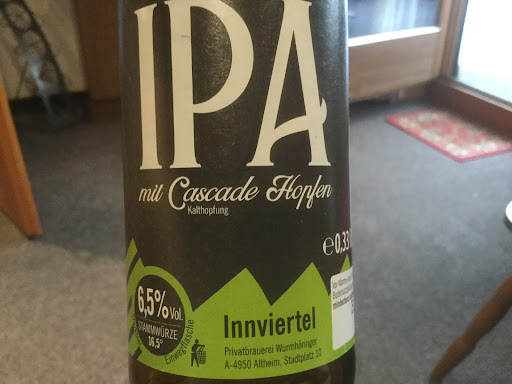 IPA
mit Cascade Hopfen
Kalthopfung
e 0,33
6,5% Vol.
STAMMWÜRZE
16,5°
Einwegflasche
Innviertel
Privatbrauerei Wurmhöringer
A-4950 Altheim, Stadtplatz 10